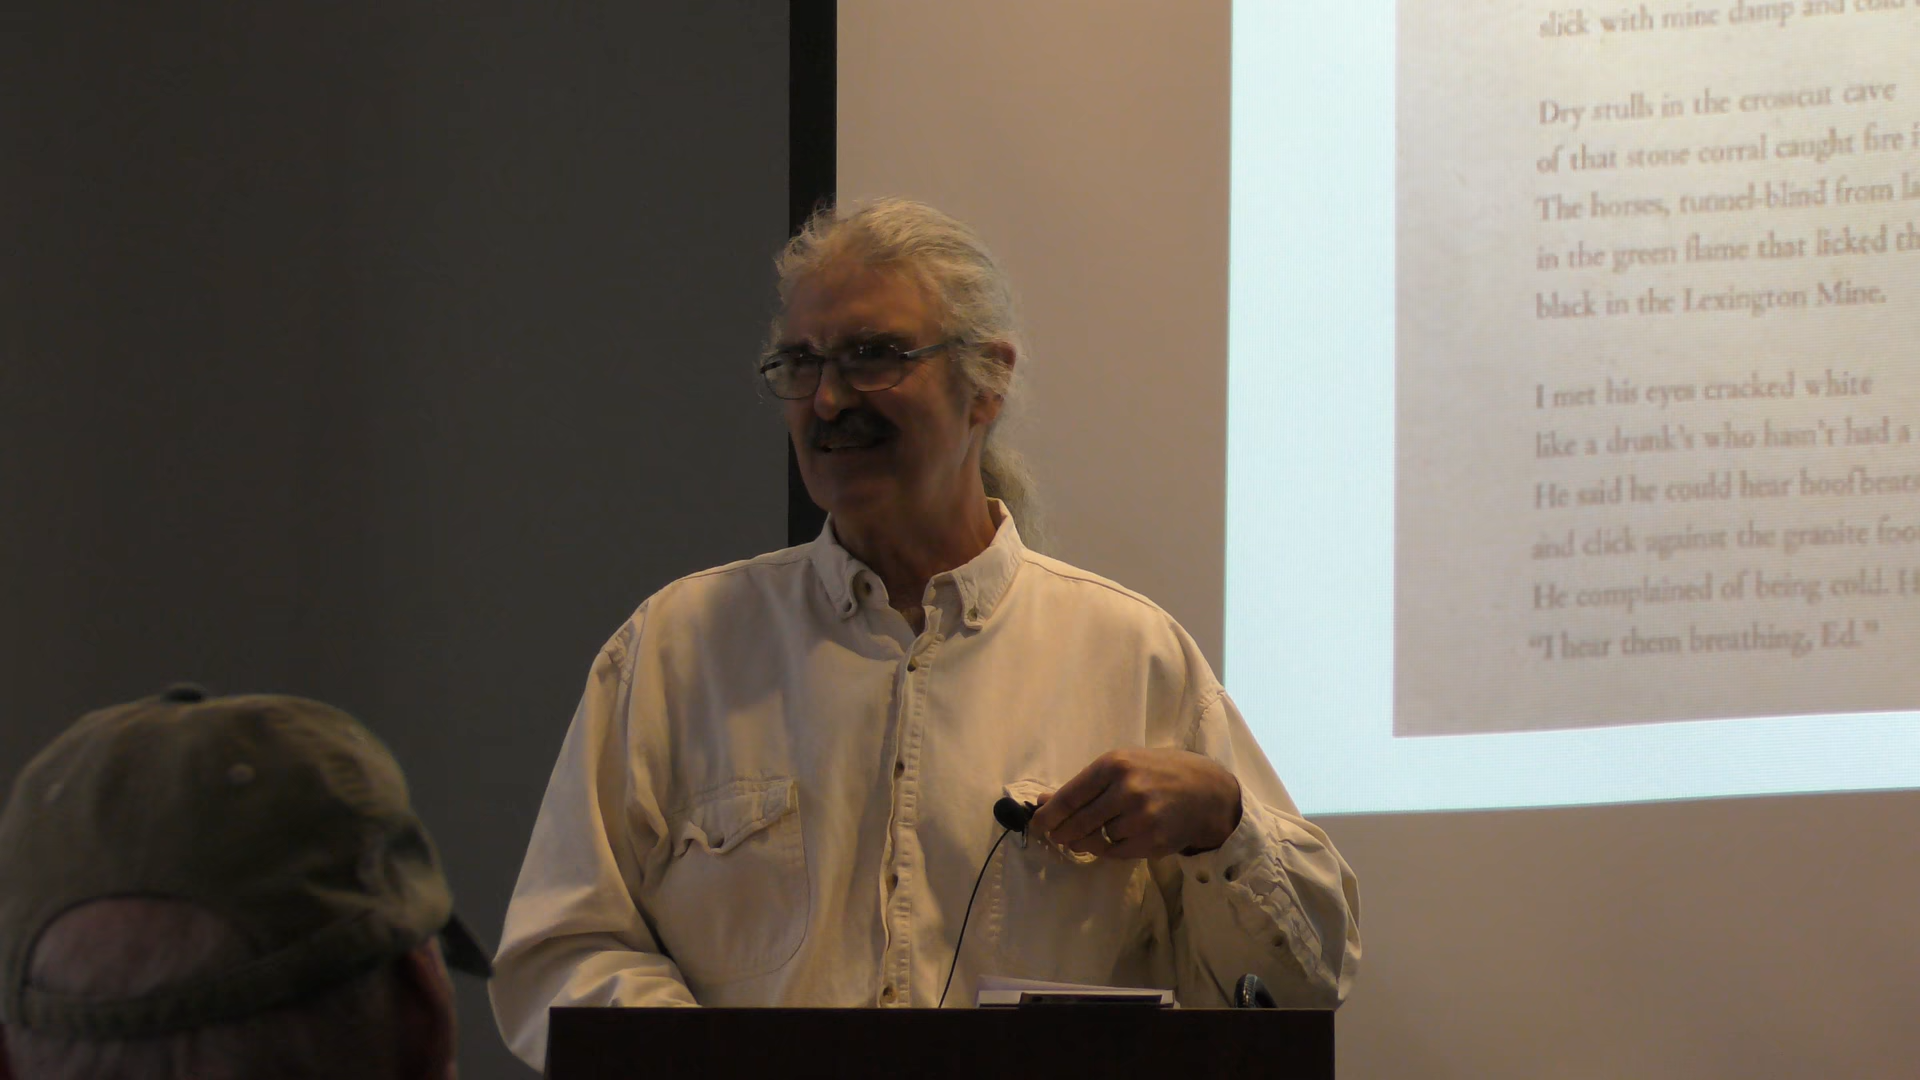 slick with mine damp and cold
Dry stulls in the crosscut cave
of that stone corral caught fire i
The horses, tunnel-blind from la
in the green flame that licked th
black in the Lexington Mine.
I met his eyes cracked white
like a drunk's who hasn't had a
He said he could hear hoofbeats
and click against the granite foo
He complained of being cold. H
"I hear them breathing, Ed."